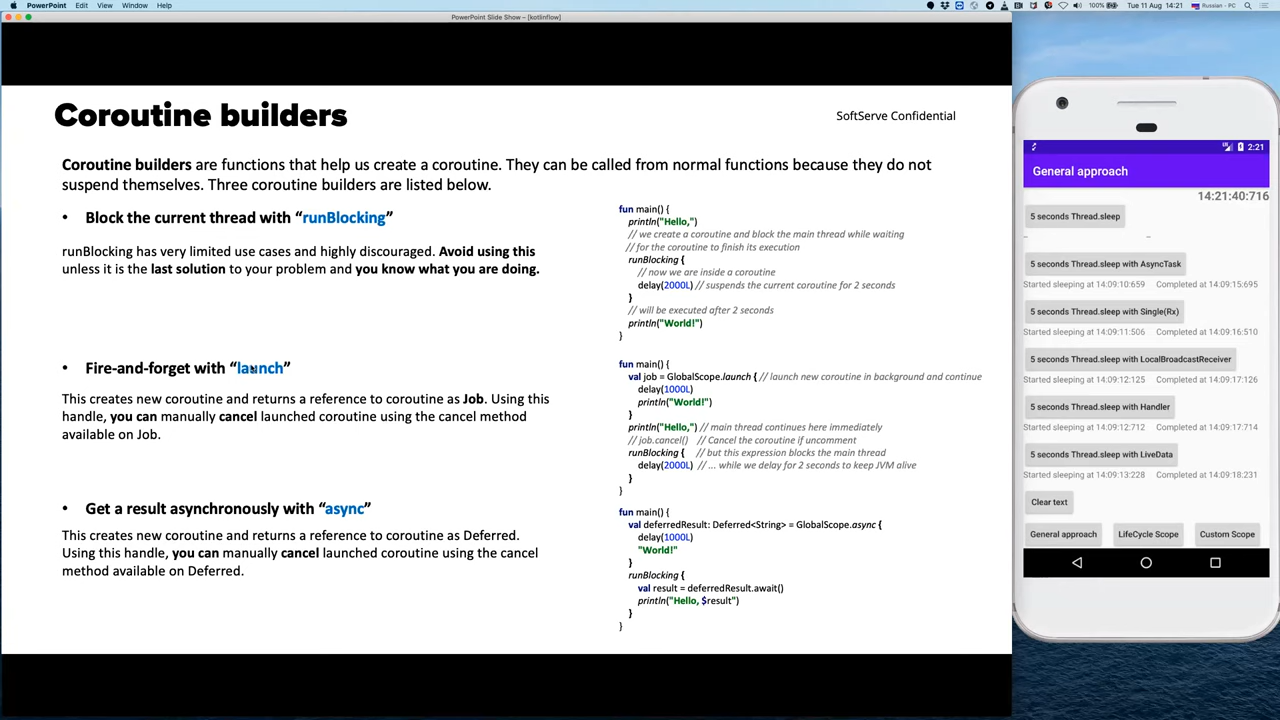 PowerPoint Edit View Window Help
100% Tue 11 Aug 14:21 Russian - PC
PowerPoint Slide Show - [kotlinflow]
Coroutine builders
SoftServe Confidential
Coroutine builders are functions that help us create a coroutine. They can be called from normal functions because they do not
suspend themselves. Three coroutine builders are listed below.
• Block the current thread with “runBlocking”
runBlocking has very limited use cases and highly discouraged. Avoid using this
unless it is the last solution to your problem and you know what you are doing.
fun main() {
println("Hello,")
// we create a coroutine and block the main thread while waiting
// for the coroutine to finish its execution
runBlocking {
// now we are inside a coroutine
delay(2000L) // suspends the current coroutine for 2 seconds
}
// will be executed after 2 seconds
println("World!")
}
• Fire-and-forget with “launch”
This creates new coroutine and returns a reference to coroutine as Job. Using this
handle, you can manually cancel launched coroutine using the cancel method
available on Job.
fun main() {
val job = GlobalScope.launch { // launch new coroutine in background and continue
delay(1000L)
println("World!")
}
println("Hello,") // main thread continues here immediately
// job.cancel() // Cancel the coroutine if uncomment
runBlocking { // but this expression blocks the main thread
delay(2000L) // ... while we delay for 2 seconds to keep JVM alive
}
}
• Get a result asynchronously with “async”
This creates new coroutine and returns a reference to coroutine as Deferred.
Using this handle, you can manually cancel launched coroutine using the cancel
method available on Deferred.
fun main() {
val deferredResult: Deferred<String> = GlobalScope.async {
delay(1000L)
"World!"
}
runBlocking {
val result = deferredResult.await()
println("Hello, $result")
}
}
2:21
General approach
14:21:40:716
5 seconds Thread.sleep
5 seconds Thread.sleep with AsyncTask
Started sleeping at 14:09:10:659 Completed at 14:09:15:695
5 seconds Thread.sleep with Single(Rx)
Started sleeping at 14:09:11:506 Completed at 14:09:16:510
5 seconds Thread.sleep with LocalBroadcastReceiver
Started sleeping at 14:09:12:125 Completed at 14:09:17:126
5 seconds Thread.sleep with Handler
Started sleeping at 14:09:12:712 Completed at 14:09:17:714
5 seconds Thread.sleep with LiveData
Started sleeping at 14:09:13:228 Completed at 14:09:18:231
Clear text
General approach LifeCycle Scope Custom Scope